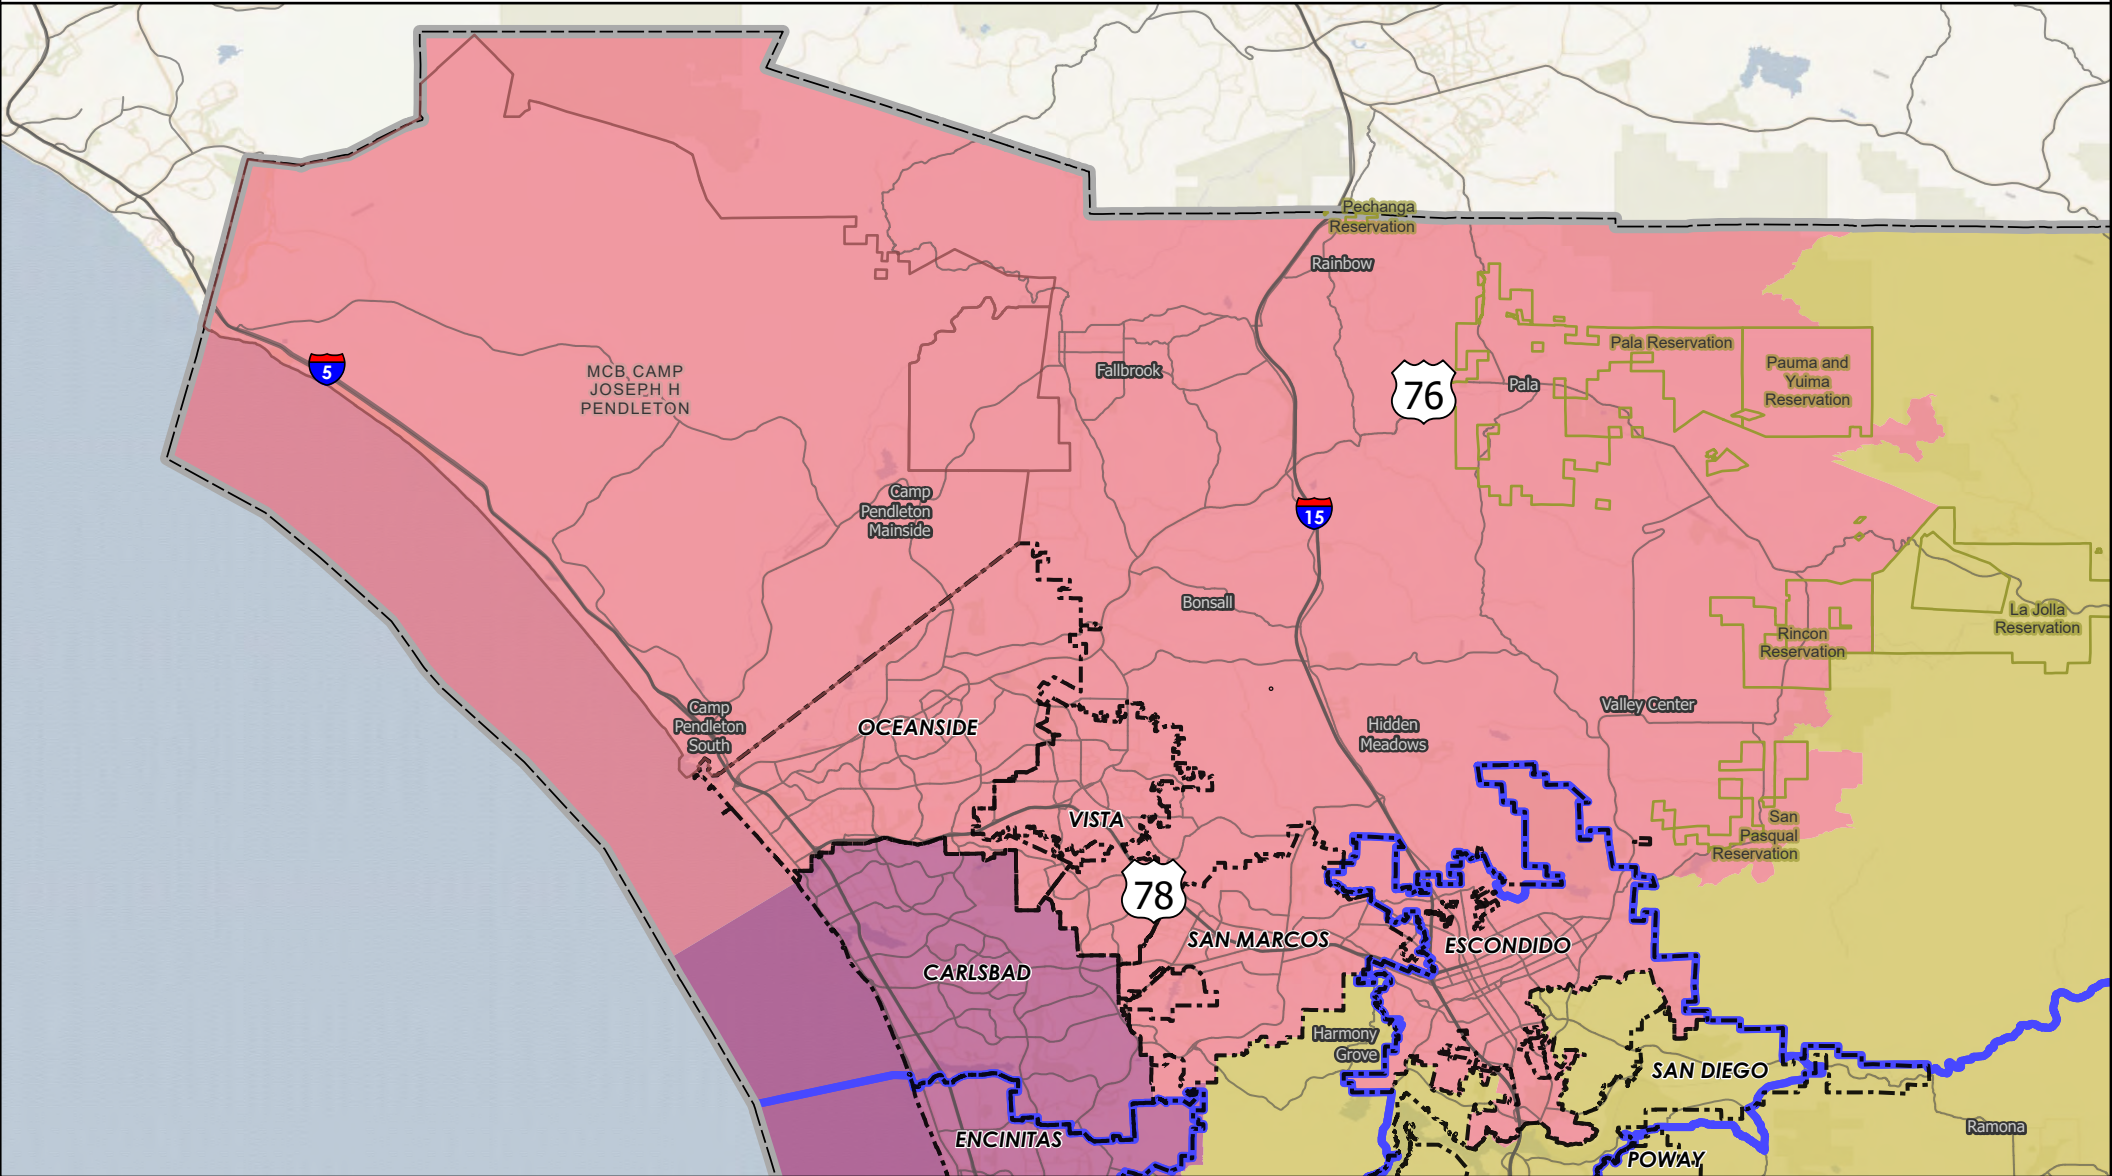 Pechanga
Reservation
Rainbow
Pala Reservation
Pauma and
Yuima
Reservation
5
MCB CAMP
JOSEPH H
PENDLETON
Fallbrook
76
Pala
Camp
Pendleton
Mainside
15
Bonsall
La Jolla
Reservation
Rincon
Reservation
Camp
Pendleton
South
OCEANSIDE
Valley Center
Hidden
Meadows
VISTA
San
Pasqual
Reservation
78
SAN MARCOS
ESCONDIDO
CARLSBAD
Harmony
Grove
SAN DIEGO
ENCINITAS
Ramona
POWAY